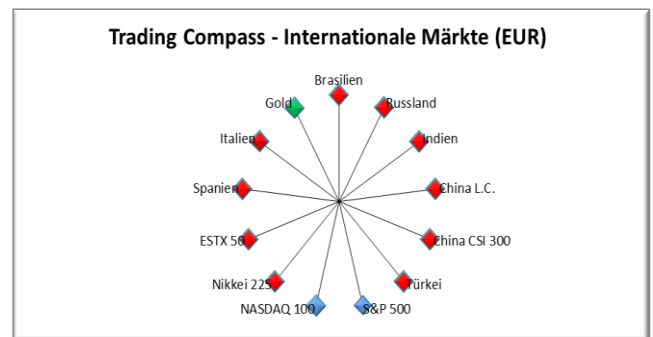 Trading Compass - Internationale Märkte (EUR)
Brasilien
Gold
Russland
Italien
Indien
Spanien
China L.C.
ESTX 50
China CSI 300
Nikkei 225
Türkei
NASDAQ 100
S&P 500